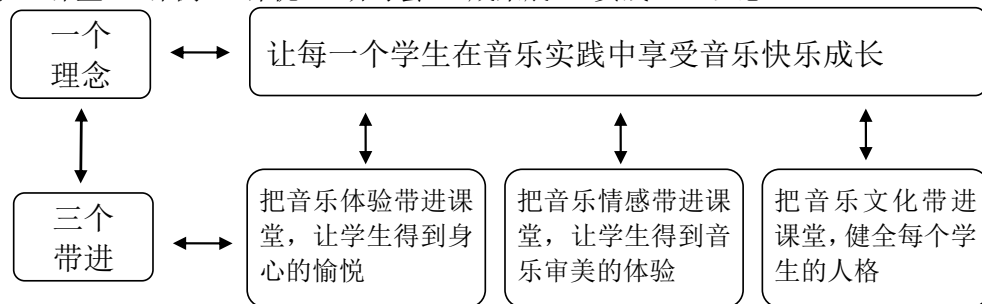 一个
理念
让每一个学生在音乐实践中享受音乐快乐成长
三个
带进
把音乐体验带进课
堂，让学生得到身
心的愉悦
把音乐情感带进课
堂，让学生得到音
乐审美的体验
把音乐文化带进
课堂，健全每个学
生的人格